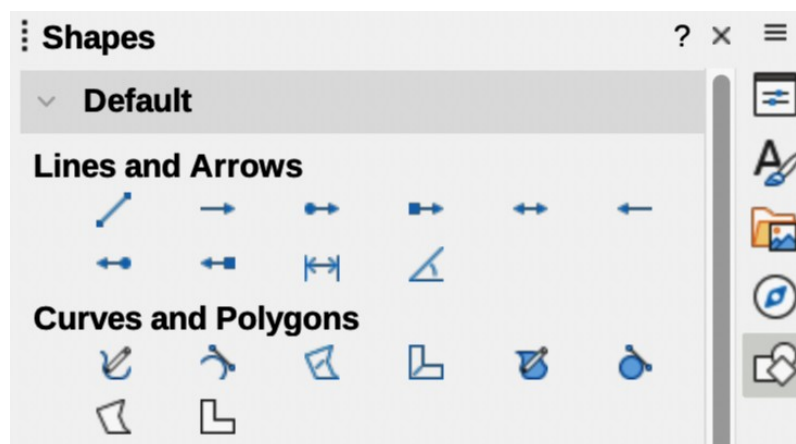 Shapes ?
Default
Lines and Arrows
Curves and Polygons